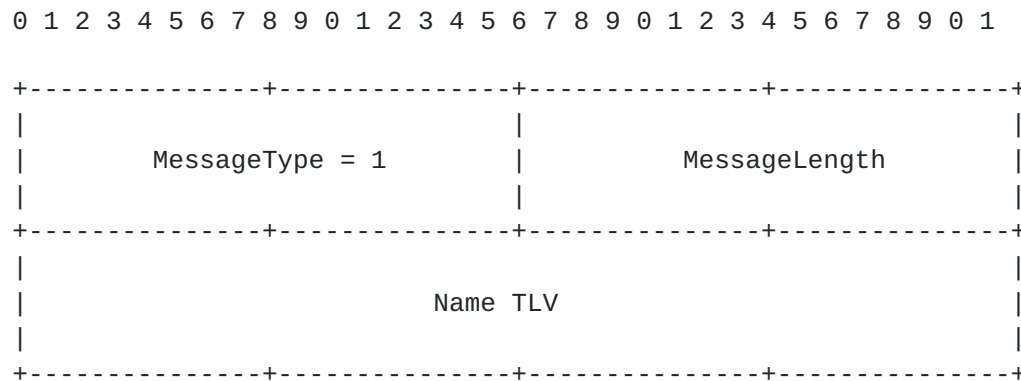 0 1 2 3 4 5 6 7 8 9 0 1 2 3 4 5 6 7 8 9 0 1 2 3 4 5 6 7 8 9 0 1
MessageType = 1 MessageLength
Name TLV